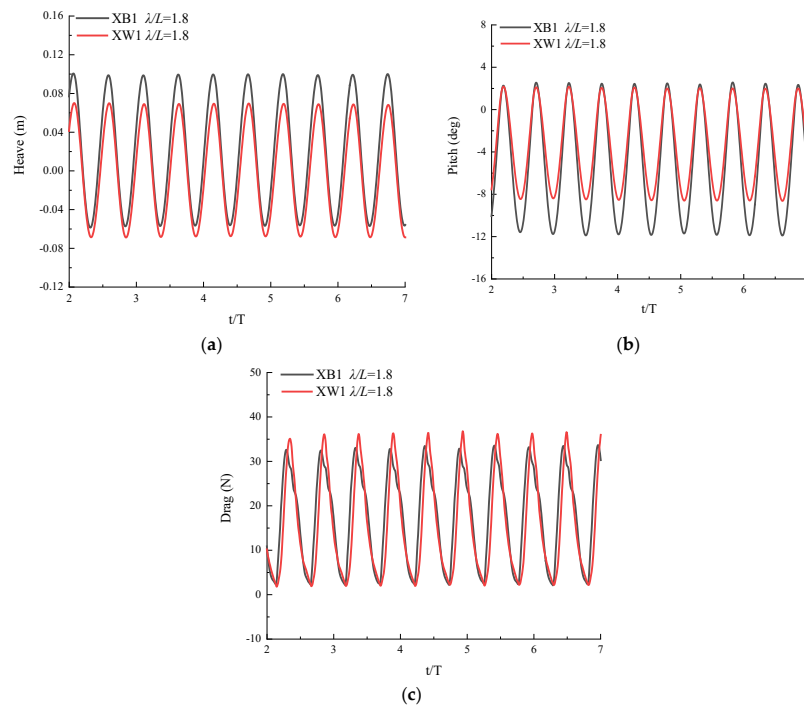 XB1 λ/L=1.8
XW1 λ/L=1.8
0.16
0.12
0.08
0.04
0.00
-0.04
-0.08
-0.12
Heave (m)
2 3 4 5 6 7
t/T
(a)
XB1 λ/L=1.8
XW1 λ/L=1.8
8
4
0
-4
-8
-12
-16
Pitch (deg)
2 3 4 5 6
t/T
(b)
XB1 λ/L=1.8
XW1 λ/L=1.8
50
40
30
20
10
0
-10
Drag (N)
2 3 4 5 6 7
t/T
(c)